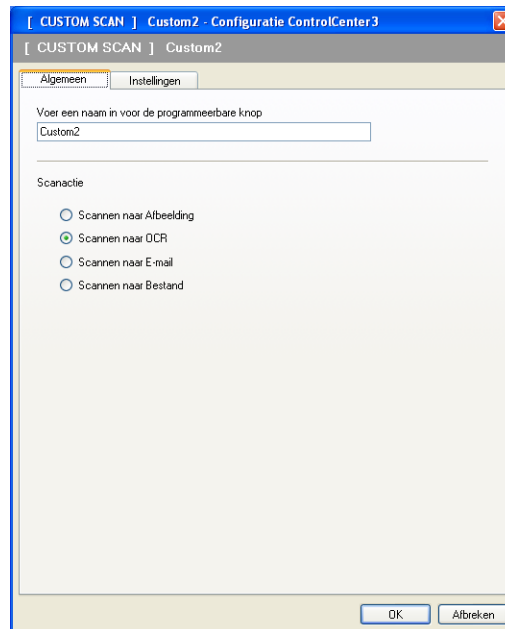 [ CUSTOM SCAN ] Custom2 - Configuratie ControlCenter3
[ CUSTOM SCAN ] Custom2
Algemeen Instellingen
Voer een naam in voor de programmeerbare knop
Custom2
Scanactie
Scannen naar Afbeelding
Scannen naar OCR
Scannen naar E-mail
Scannen naar Bestand
OK Afbreken